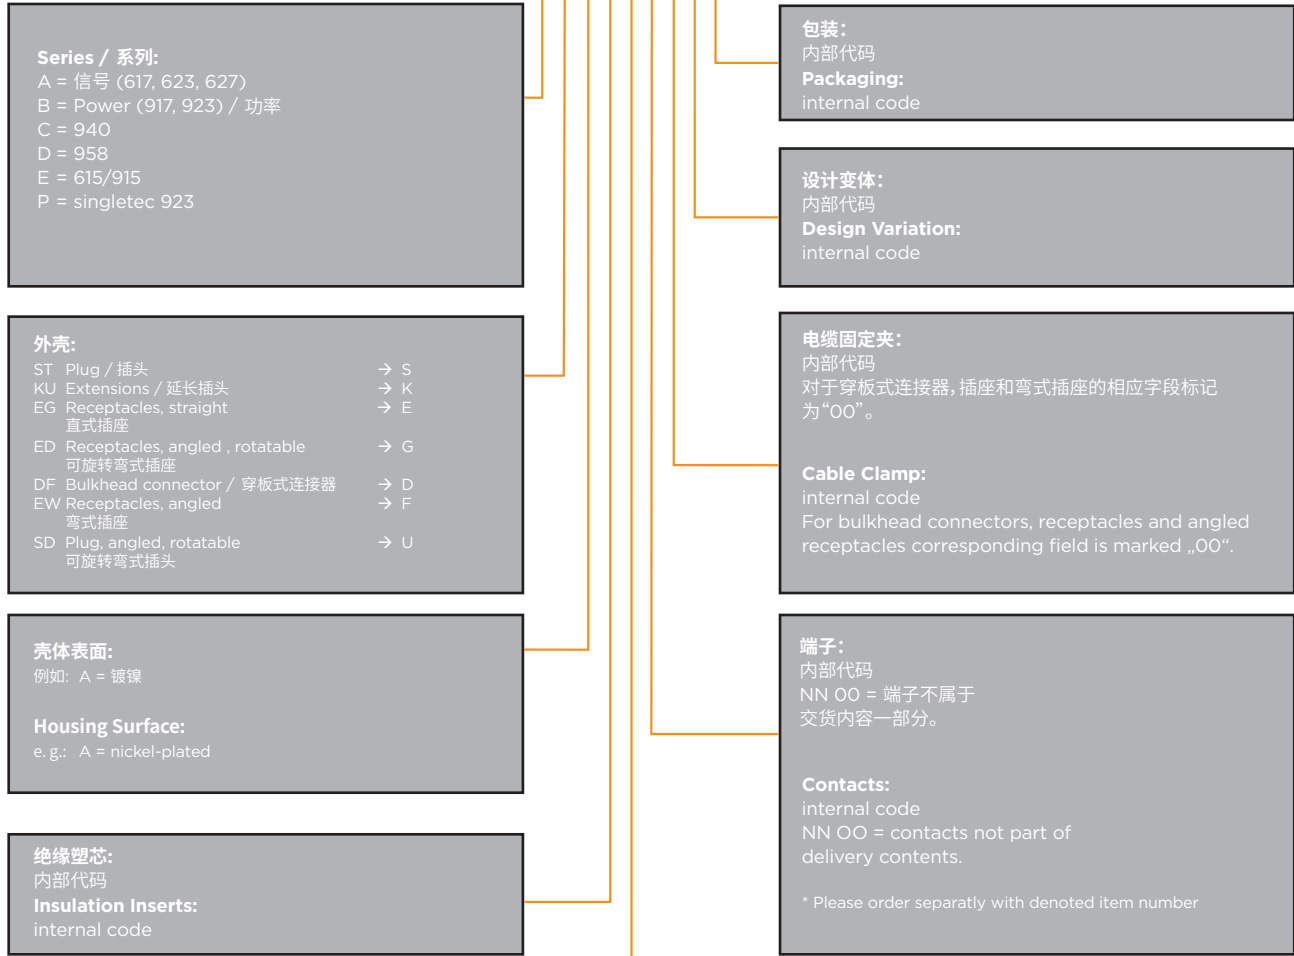 Series / 系列:
A = 信号 (617, 623, 627)
B = Power (917, 923) / 功率
C = 940
D = 958
E = 615/915
P = singletec 923
外壳:
ST Plug / 插头 → S
KU Extensions / 延长插头 → K
EG Receptacles, straight → E
直式插座
ED Receptacles, angled , rotatable → G
可旋转弯式插座
DF Bulkhead connector / 穿板式连接器 → D
EW Receptacles, angled → F
弯式插座
SD Plug, angled, rotatable → U
可旋转弯式插头
壳体表面:
例如: A = 镀镍
Housing Surface:
e. g.: A = nickel-plated
绝缘塑芯:
内部代码
Insulation Inserts:
internal code
包装:
内部代码
Packaging:
internal code
设计变体:
内部代码
Design Variation:
internal code
电缆固定夹:
内部代码
对于穿板式连接器，插座和弯式插座的相应字段标记
为“00”。
Cable Clamp:
internal code
For bulkhead connectors, receptacles and angled
receptacles corresponding field is marked „00“.
端子:
内部代码
NN 00 = 端子不属于
交货内容一部分。
Contacts:
internal code
NN OO = contacts not part of
delivery contents.
* Please order separatly with denoted item number